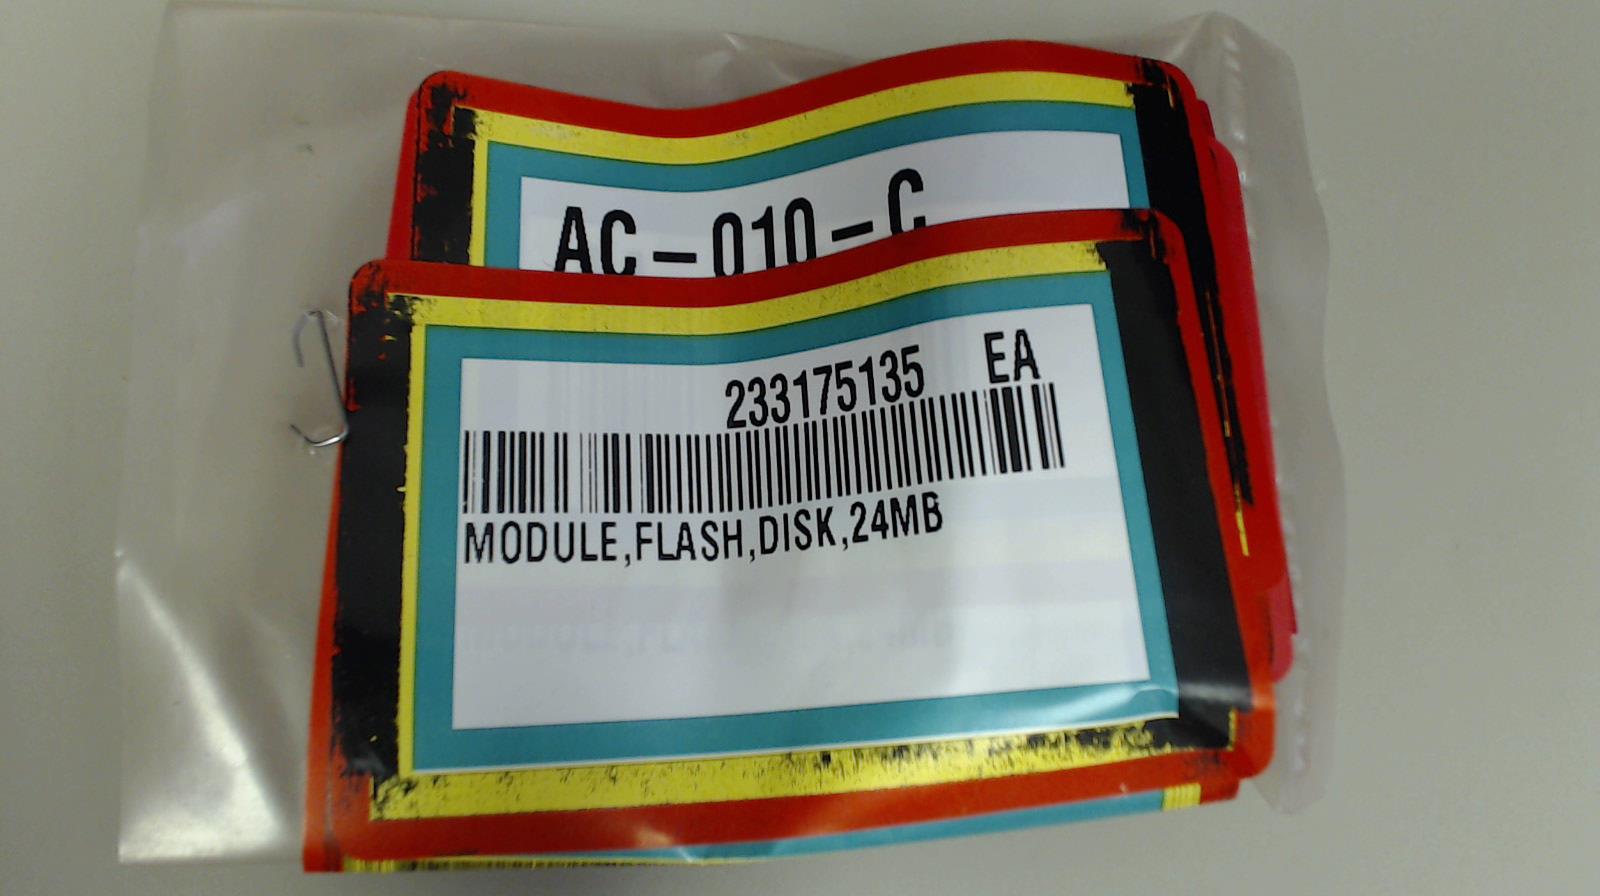 AC-010-C
233175135 EA
MODULE,FLASH,DISK,24MB